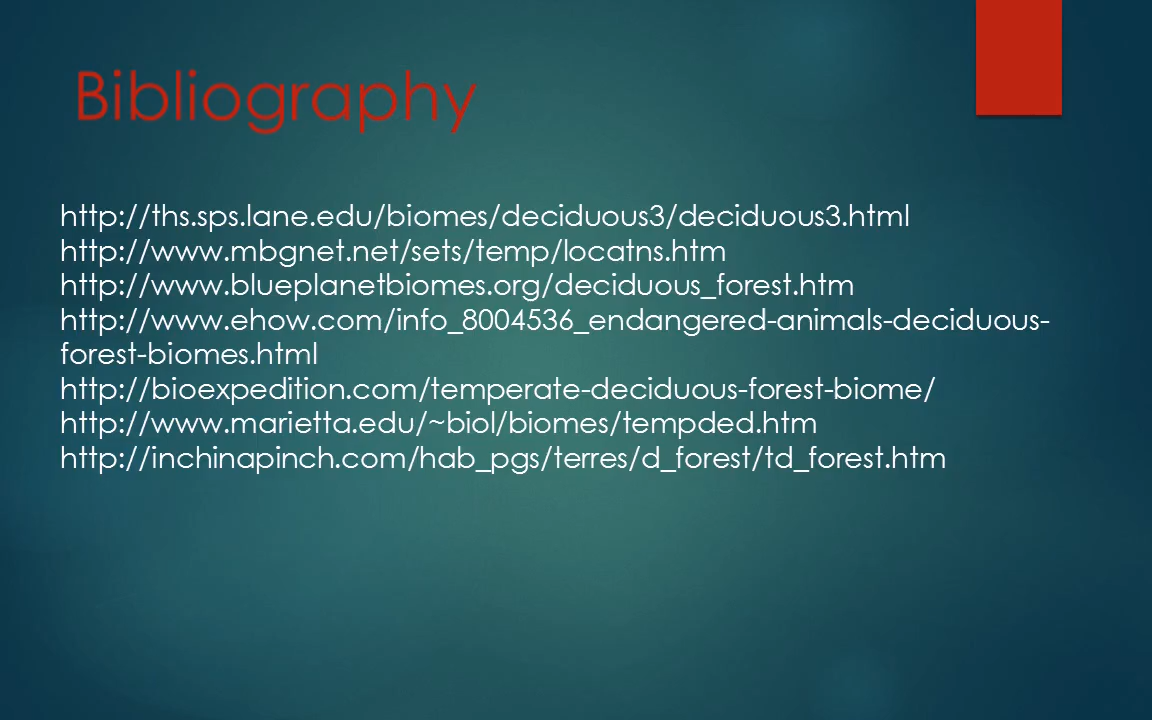 Bibliography
http://ths.sps.lane.edu/biomes/deciduous3/deciduous3.html
http://www.mbgnet.net/sets/temp/locatns.htm
http://www.blueplanetbiomes.org/deciduous_forest.htm
http://www.ehow.com/info_8004536_endangered-animals-deciduous-
forest-biomes.html
http://bioexpedition.com/temperate-deciduous-forest-biome/
http://www.marietta.edu/~biol/biomes/tempded.htm
http://inchinapinch.com/hab_pgs/terres/d_forest/td_forest.htm